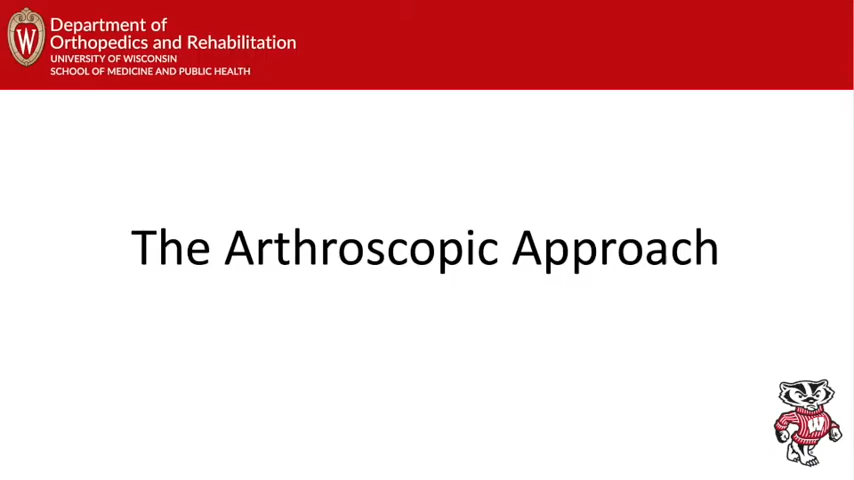 W
Department of
Orthopedics and Rehabilitation
UNIVERSITY OF WISCONSIN
SCHOOL OF MEDICINE AND PUBLIC HEALTH
The Arthroscopic Approach
W